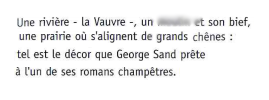 Une rivière - la Vauvre -, un et son bief,
une prairie où s'alignent de grands chênes :
tel est le décor que George Sand prête
à l'un de ses romans champêtres.